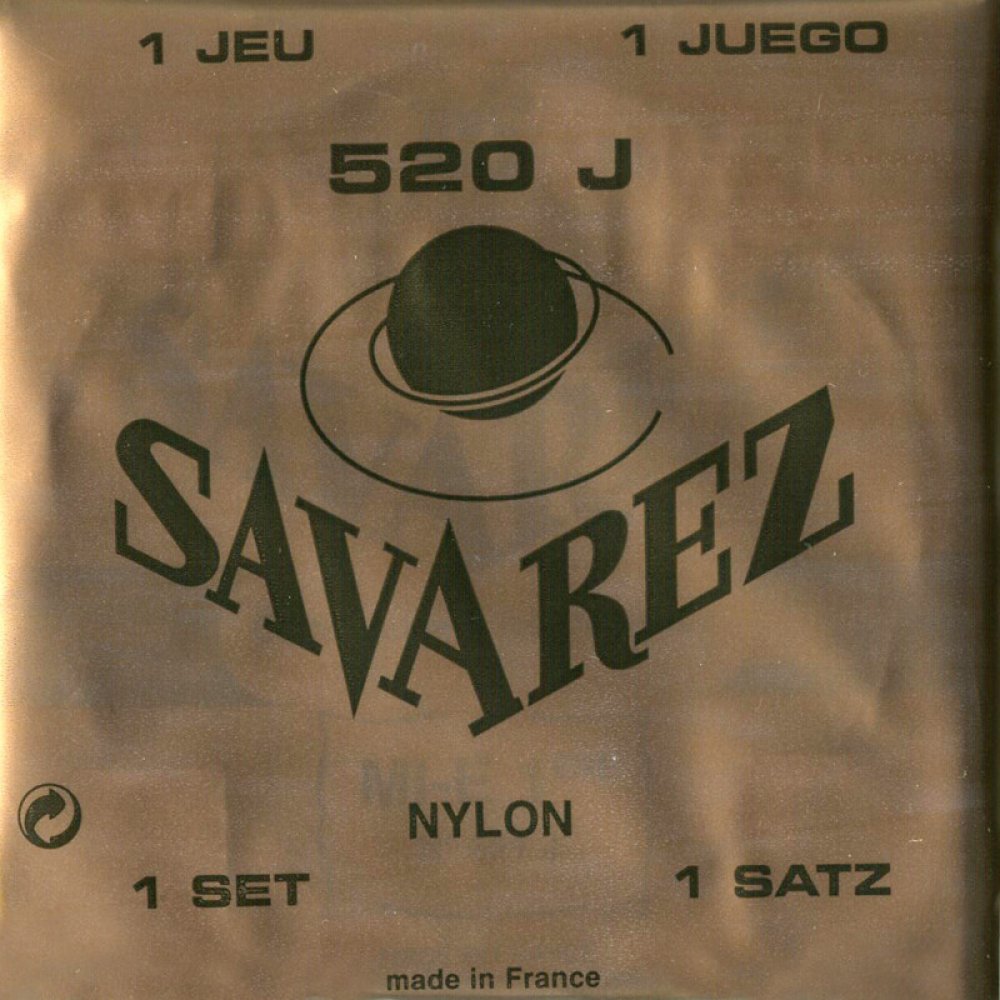 1 JEU
1 JUEGO
520 J
SAVAREZ
NYLON
1 SET
1 SATZ
made in France